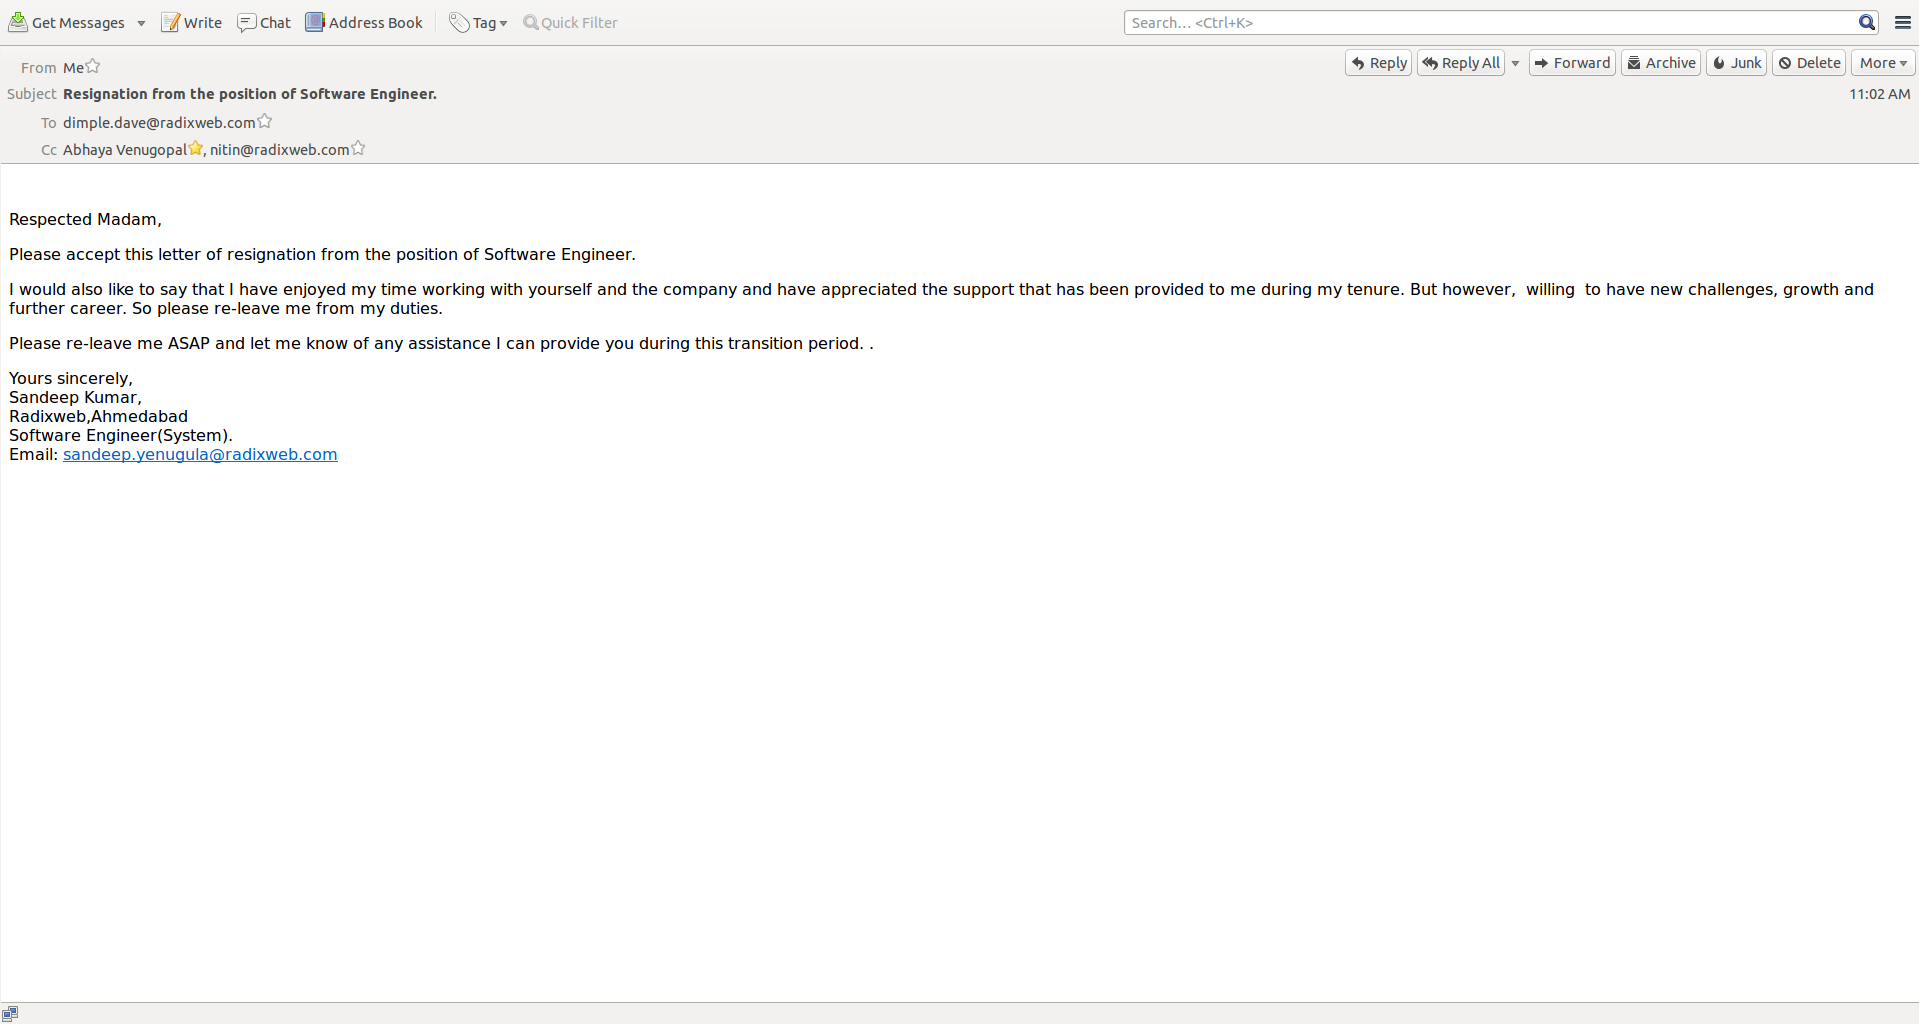 Get Messages Write Chat Address Book Tag Quick Filter Search... <Ctrl+K>
From Me Reply Reply All Forward Archive Junk Delete More
Subject Resignation from the position of Software Engineer. 11:02 AM
To dimple.dave@radixweb.com
Cc Abhaya Venugopal, nitin@radixweb.com
Respected Madam,
Please accept this letter of resignation from the position of Software Engineer.
I would also like to say that I have enjoyed my time working with yourself and the company and have appreciated the support that has been provided to me during my tenure. But however,  willing  to have new challenges, growth and
further career. So please re-leave me from my duties.
Please re-leave me ASAP and let me know of any assistance I can provide you during this transition period. .
Yours sincerely,
Sandeep Kumar,
Radixweb,Ahmedabad
Software Engineer(System).
Email: sandeep.yenugula@radixweb.com